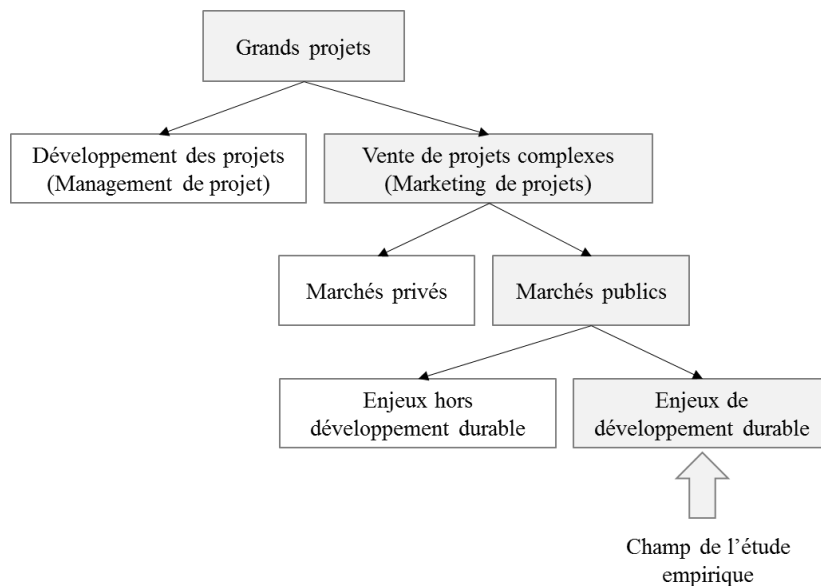 Grands projets
Développement des projets
(Management de projet)
Vente de projets complexes
(Marketing de projets)
Marchés privés
Marchés publics
Enjeux hors
développement durable
Enjeux de
développement durable
Champ de l’étude
empirique